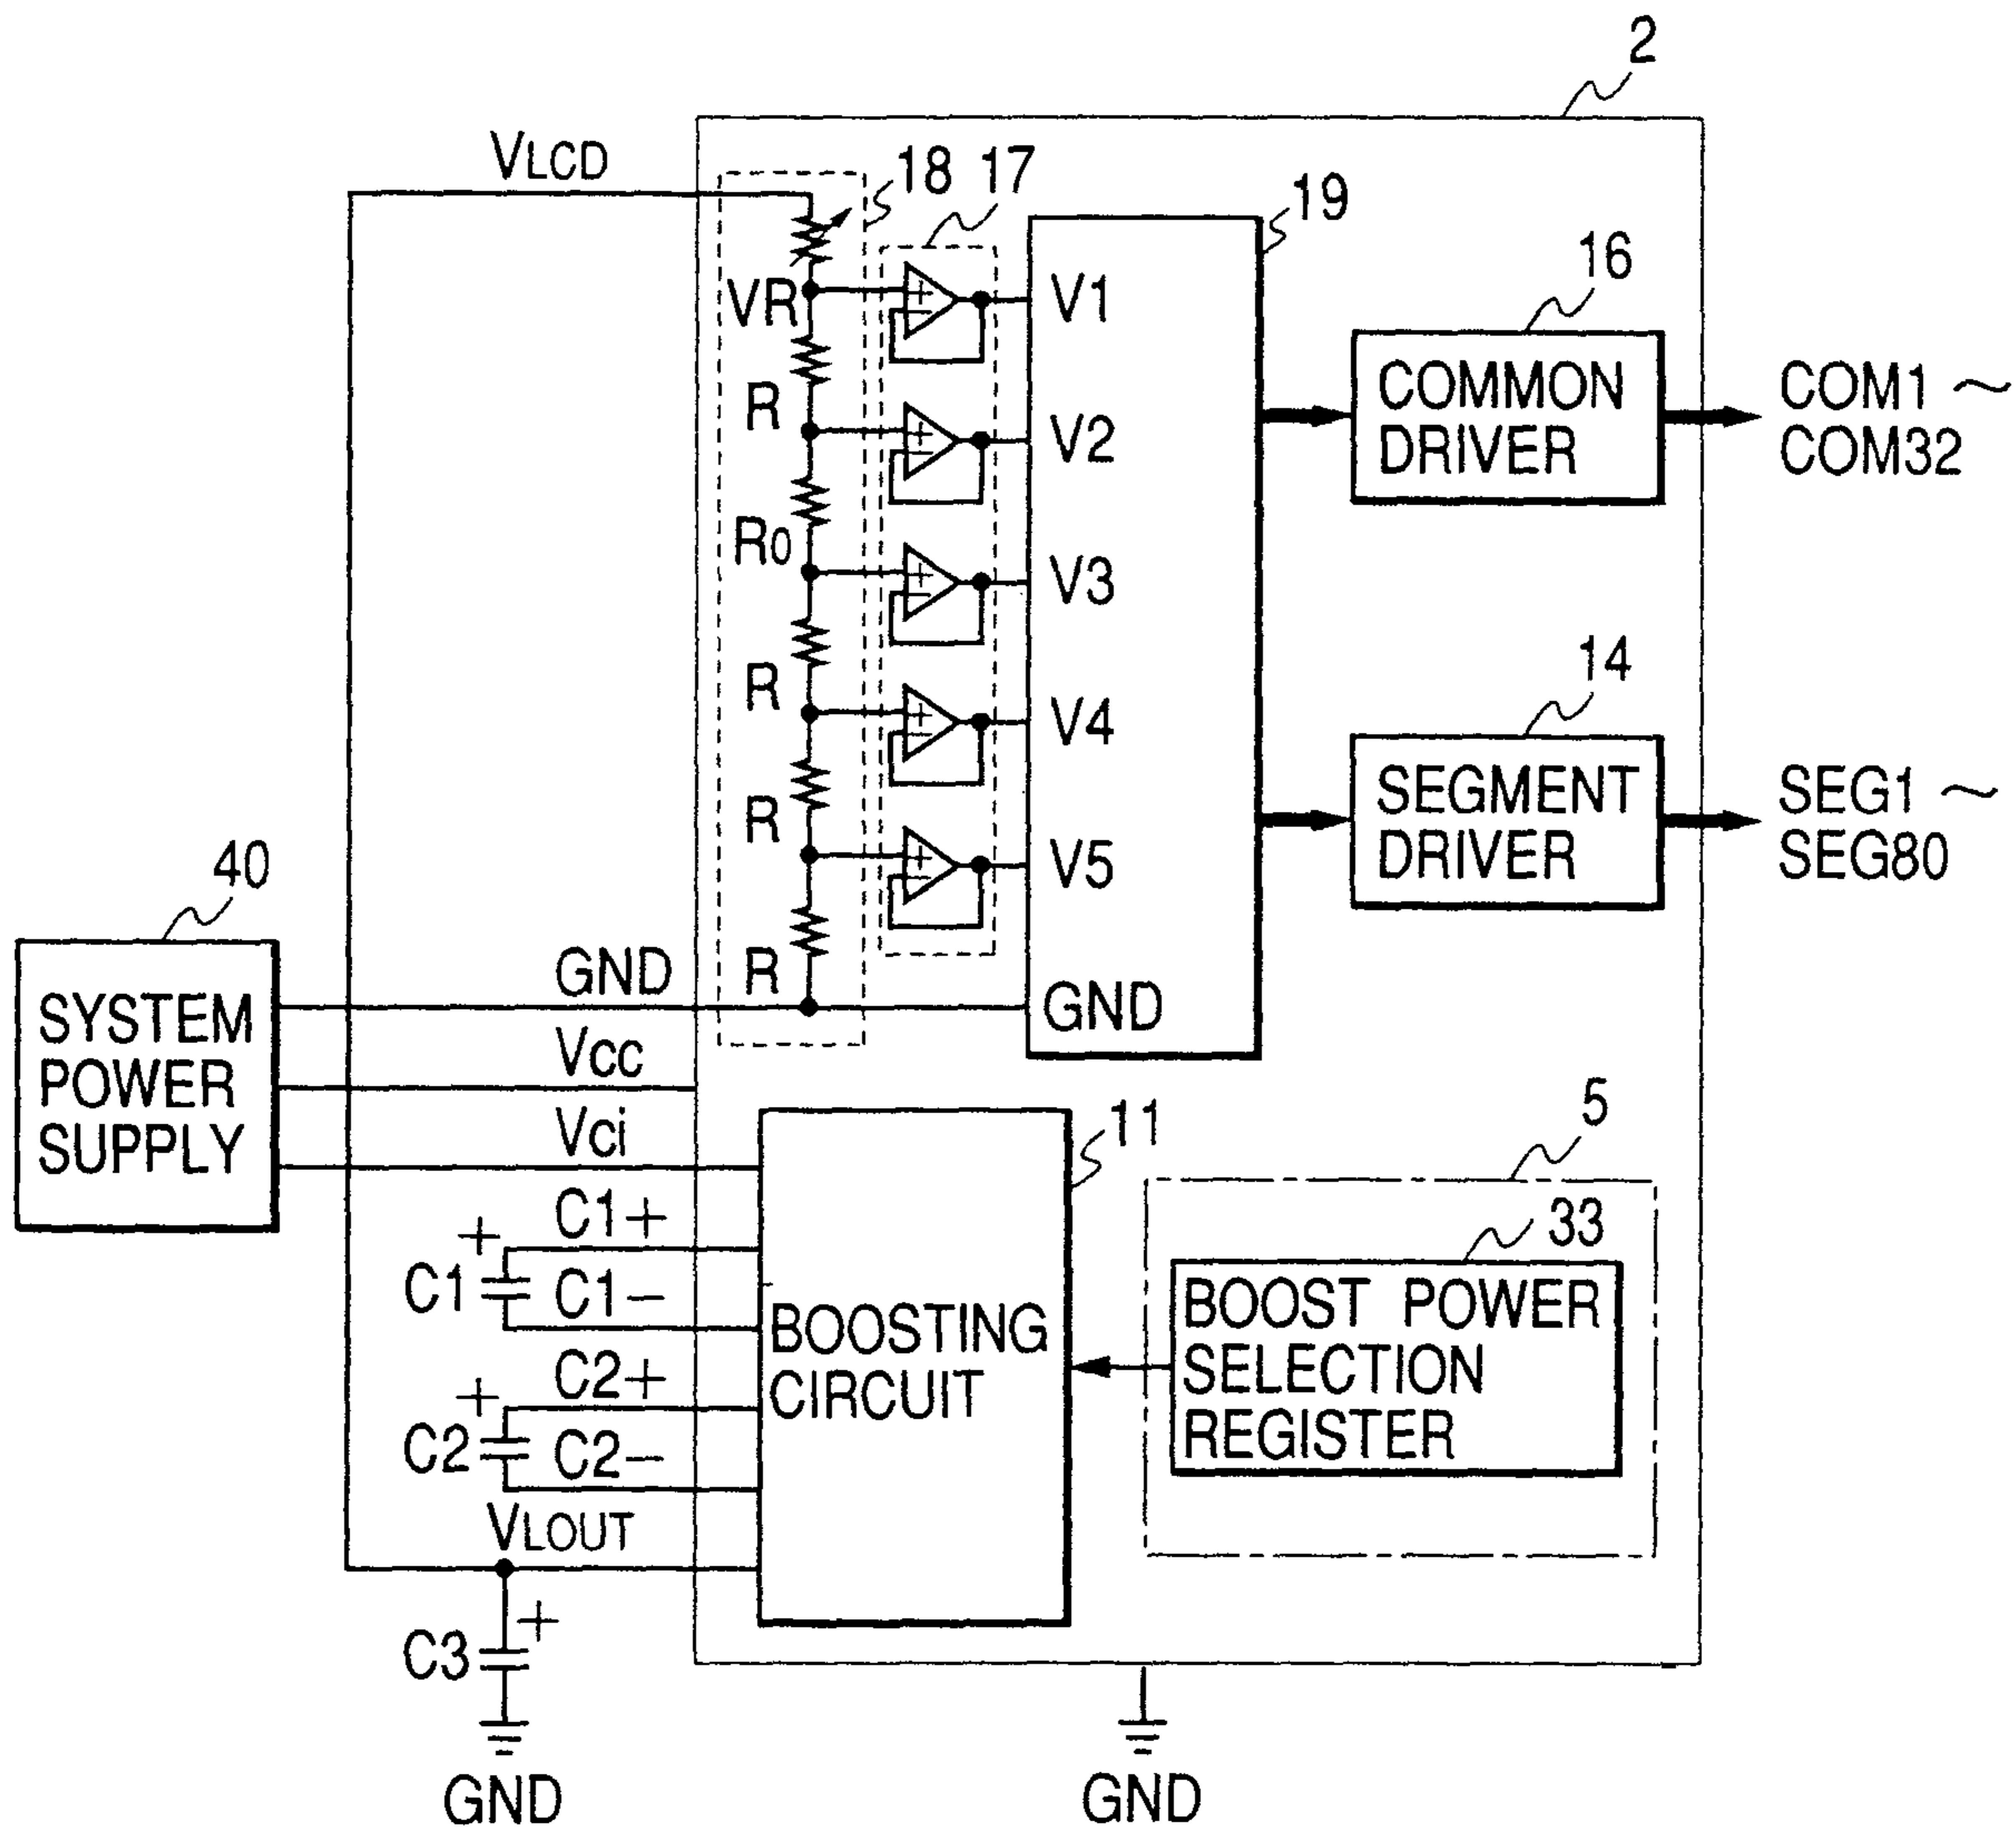 2
VLCD
18
17
19
16
VR
V1
COMMON
DRIVER
COM1 ~
COM32
R
V2
R0
V3
R
V4
14
SEGMENT
DRIVER
SEG1 ~
SEG80
R
V5
40
SYSTEM
POWER
SUPPLY
GND
R
GND
Vcc
Vci
11
5
33
C1+
+
C1
C1−
BOOSTING
CIRCUIT
BOOST POWER
SELECTION
REGISTER
C2+
+
C2
C2−
VLOUT
+
C3
GND
GND
+
−
+
−
+
−
+
−
+
−